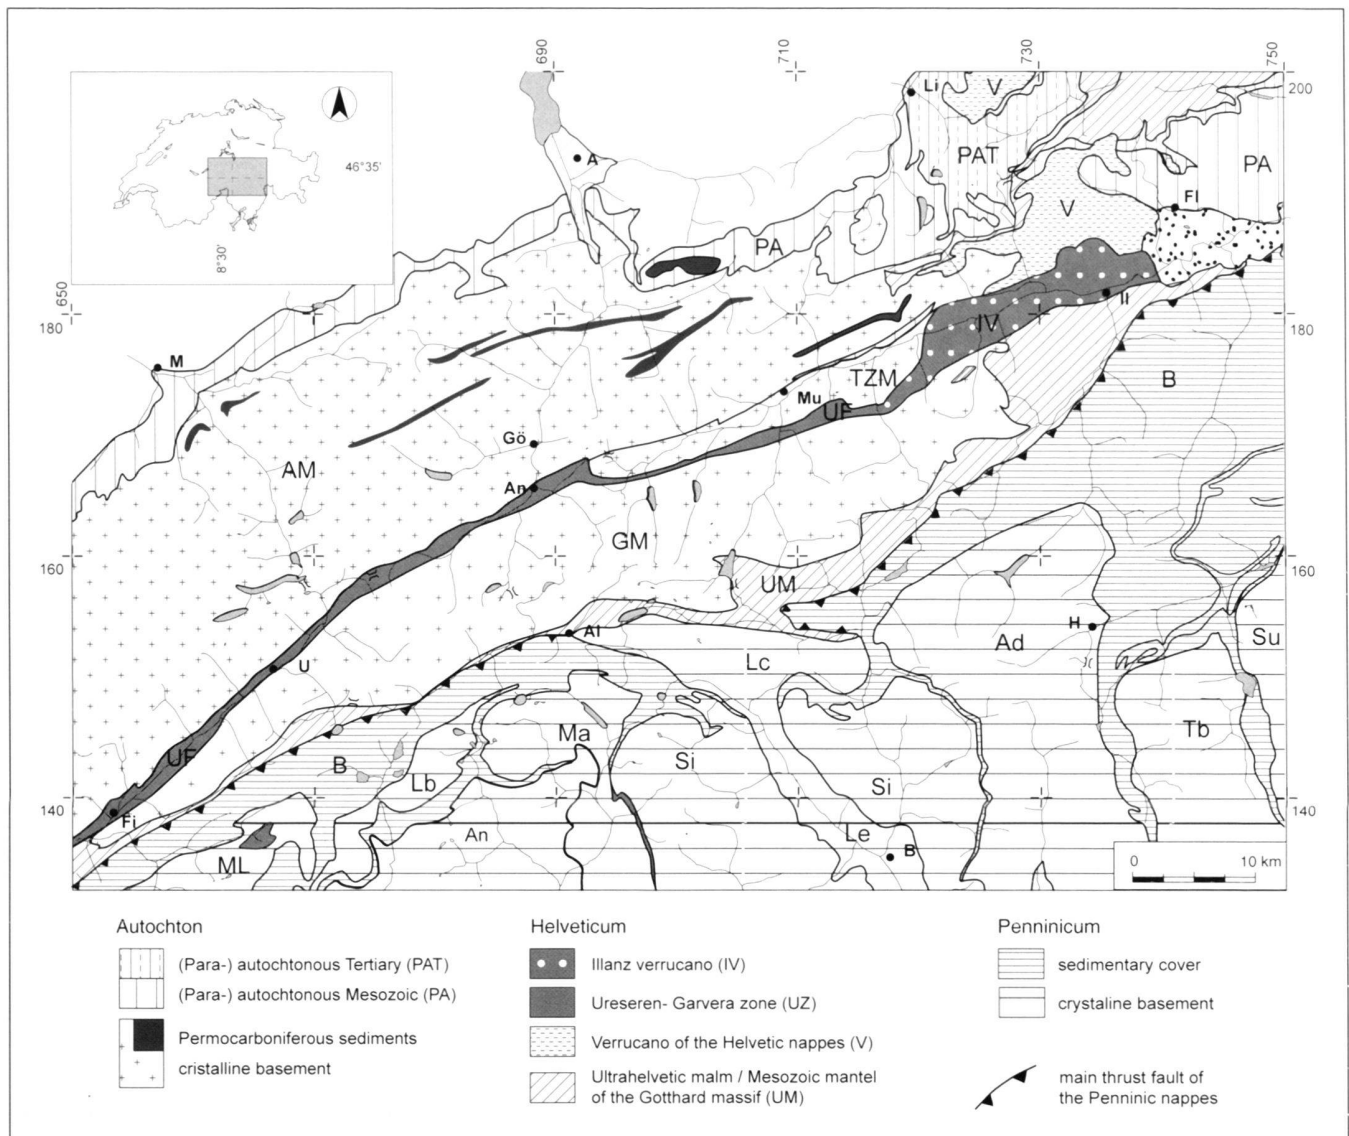 690
710
730
750
200
Li
V
46°35'
8°30'
A
PAT
PA
Fl
V
PA
650
180
Il
180
IV
M
B
TZM
Mu
UF
Gö
AM
An
GM
160
160
UM
Al
H
Ad
Su
Lc
U
Ma
Tb
UF
B
Si
Lb
Si
140
140
Fi
An
Le
B
ML
0 10 km
Autochton
(Para-) autochtonous Tertiary (PAT)
(Para-) autochtonous Mesozoic (PA)
Permocarboniferous sediments
cristalline basement
Helveticum
Illanz verrucano (IV)
Ureseren- Garvera zone (UZ)
Verrucano of the Helvetic nappes (V)
Ultrahelvetic malm / Mesozoic mantel
of the Gotthard massif (UM)
Penninicum
sedimentary cover
crystaline basement
main thrust fault of
the Penninic nappes